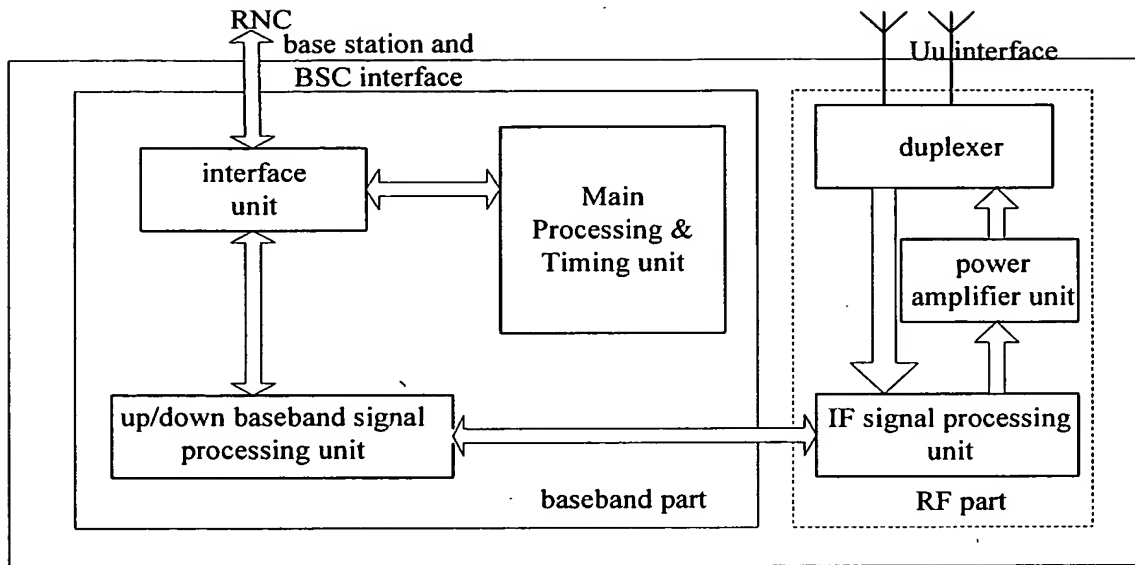 RNC
base station and
BSC interface
Uu interface
interface
unit
Main
Processing &
Timing unit
duplexer
power
amplifier unit
up/down baseband signal
processing unit
IF signal processing
unit
baseband part
RF part